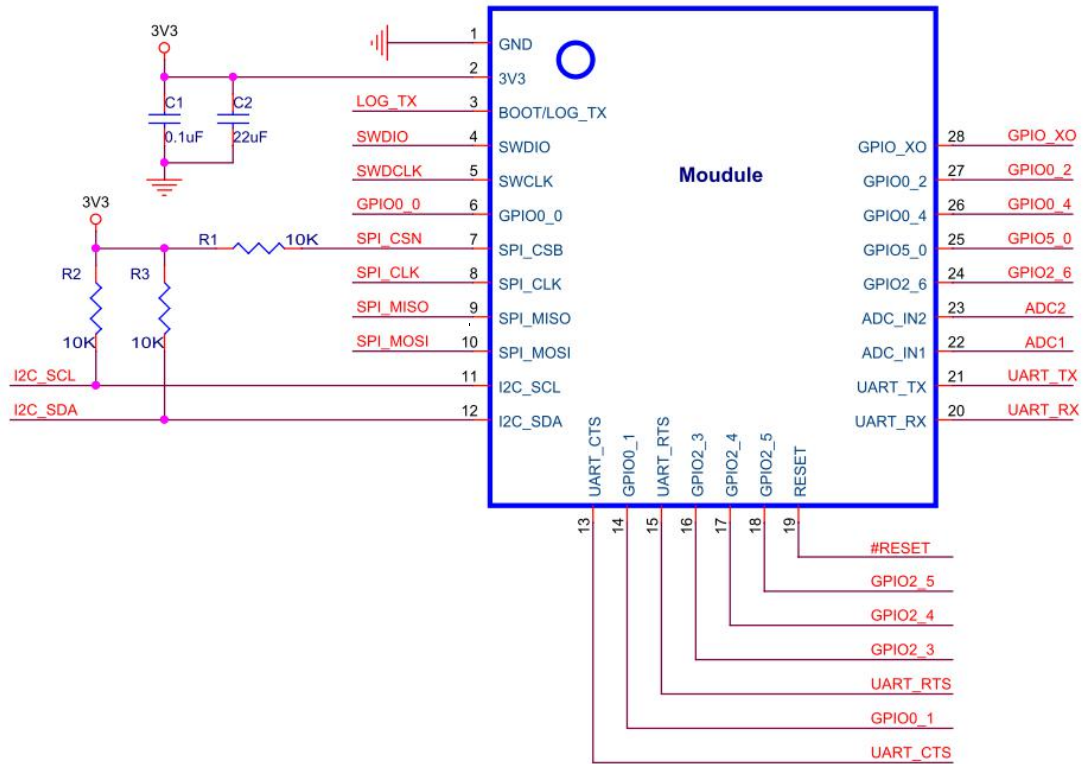 3V3
C1
0.1uF
C2
22uF
3V3
R1
10K
R2
10K
R3
10K
LOG_TX
SWDIO
SWDCLK
GPIO0_0
SPI_CSN
SPI_CLK
SPI_MISO
SPI_MOSI
I2C_SCL
I2C_SDA
1 GND
2 3V3
3 BOOT/LOG_TX
4 SWDIO
5 SWCLK
6 GPIO0_0
7 SPI_CSB
8 SPI_CLK
9 SPI_MISO
10 SPI_MOSI
11 I2C_SCL
12 I2C_SDA
Moudule
GPIO_XO 28 GPIO_XO
GPIO0_2 27 GPIO0_2
GPIO0_4 26 GPIO0_4
GPIO5_0 25 GPIO5_0
GPIO2_6 24 GPIO2_6
ADC_IN2 23 ADC2
ADC_IN1 22 ADC1
UART_TX 21 UART_TX
UART_RX 20 UART_RX
UART_CTS 13
GPIO0_1 14
UART_RTS 15
GPIO2_3 16
GPIO2_4 17
GPIO2_5 18
RESET 19
#RESET
GPIO2_5
GPIO2_4
GPIO2_3
UART_RTS
GPIO0_1
UART_CTS